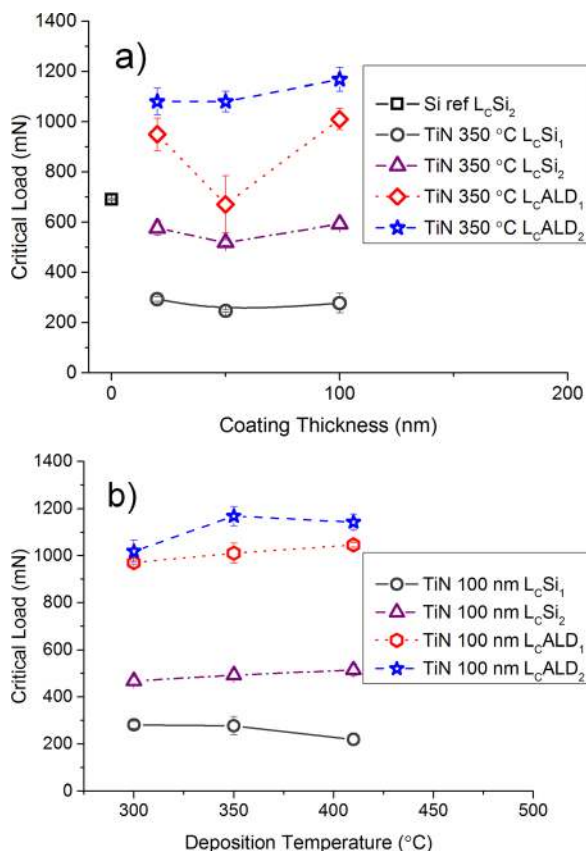 a)
1400
1200
1000
800
600
400
200
0
Critical Load (mN)
Si ref LCSi2
TiN 350 °C LCSi1
TiN 350 °C LCSi2
TiN 350 °C LCALD1
TiN 350 °C LCALD2
0 100 200
Coating Thickness (nm)
b)
1400
1200
1000
800
600
400
200
0
Critical Load (mN)
TiN 100 nm LCSi1
TiN 100 nm LCSi2
TiN 100 nm LCALD1
TiN 100 nm LCALD2
300 350 400 450 500
Deposition Temperature (°C)